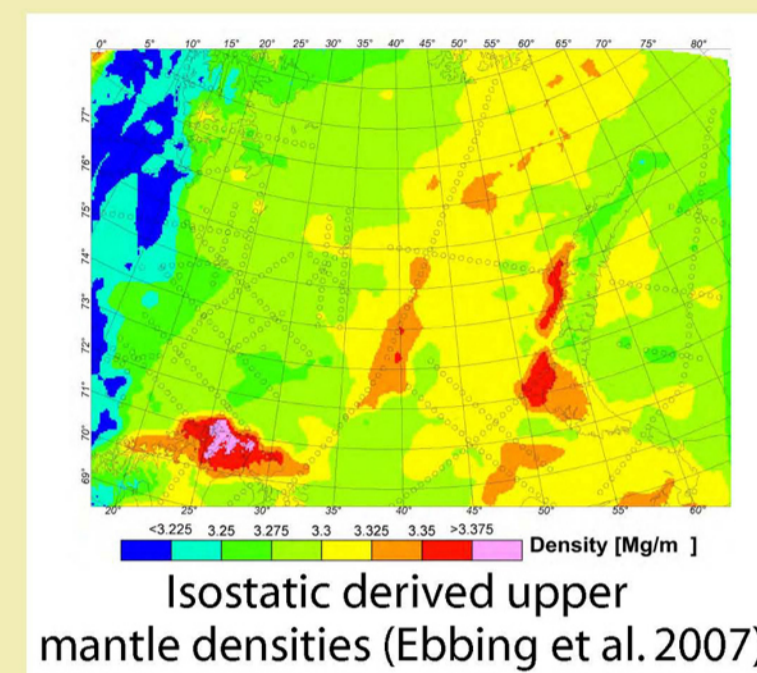 0° 5° 10° 15° 20° 25° 30° 35° 40° 45° 50° 55° 60° 65° 70° 75° 80°
77°
76°
75°
74°
73°
72°
71°
70°
69°
20° 25° 30° 35° 40° 45° 50° 55° 60°
<3.225 3.25 3.275 3.3 3.325 3.35 >3.375
Density [Mg/m ]
Isostatic derived upper
mantle densities (Ebbing et al. 2007)